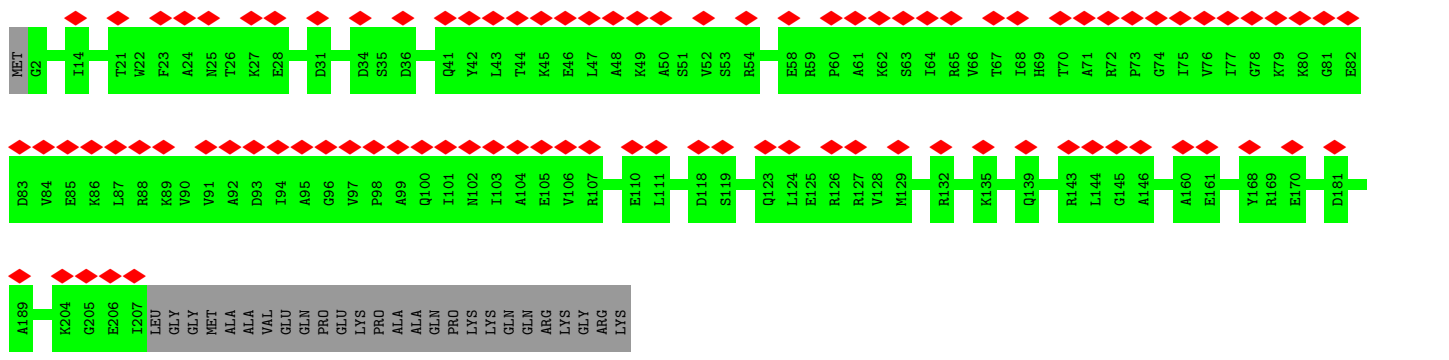 MET G2 I14 T21 W22 F23 A24 N25 T26 K27 E28 D31 D34 S35 D36 Q41 Y42 L43 T44 K45 E46 L47 A48 K49 A50 S51 V52 S53 R54 E58 R59 P60 A61 K62 S63 I64 R65 V66 T67 I68 H69 T70 A71 R72 P73 G74 I75 V76 I77 G78 K79 K80 G81 E82
D83 V84 E85 K86 L87 R88 K89 V90 V91 A92 D93 I94 A95 G96 V97 P98 A99 Q100 I101 N102 I103 A104 E105 V106 R107 E110 L111 D118 S119 Q123 L124 E125 R126 R127 V128 M129 R132 K135 Q139 R143 L144 G145 A146 A160 E161 Y168 R169 E170 D181
A189 K204 G205 E206 I207 LEU GLY GLY MET ALA ALA VAL GLU GLN PRO GLU LYS PRO ALA ALA GLN PRO LYS LYS GLN GLN ARG LYS GLY ARG LYS